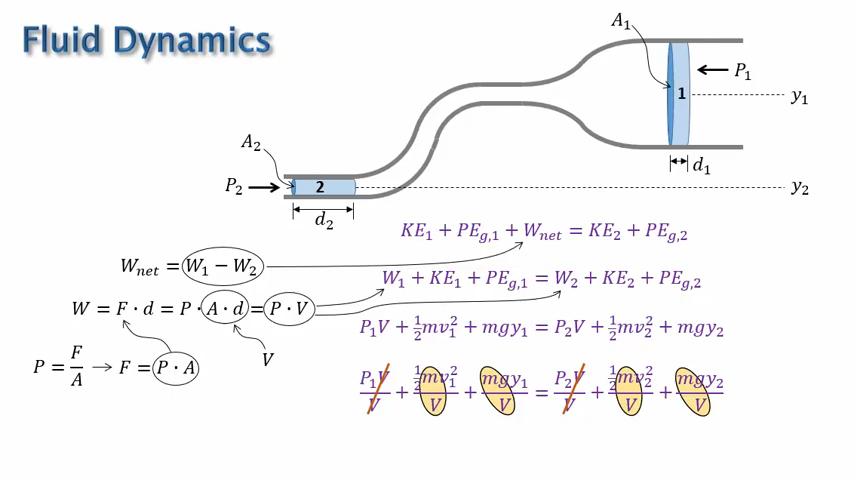 Fluid Dynamics
A₁
P₁
1
y₁
A₂
d₁
P₂
2
y₂
d₂
KE₁ + PE_g,1 + W_net = KE₂ + PE_g,2
W_net = W₁ − W₂
W₁ + KE₁ + PE_g,1 = W₂ + KE₂ + PE_g,2
W = F · d = P · A · d = P · V
P₁V + ½mv₁² + mgy₁ = P₂V + ½mv₂² + mgy₂
P = F/A → F = P · A
V
P₁V/V + ½mv₁²/V + mgy₁/V = P₂V/V + ½mv₂²/V + mgy₂/V